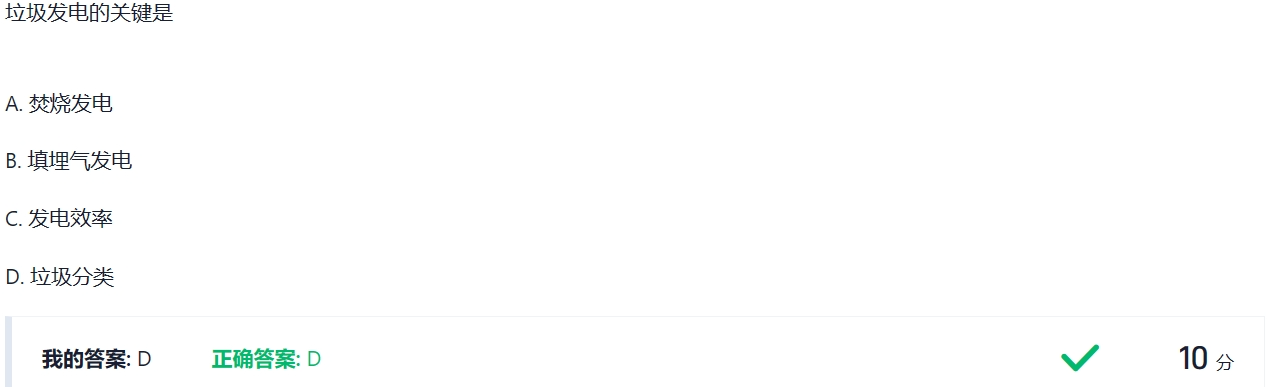 垃圾发电的关键是
A. 焚烧发电
B. 填埋气发电
C. 发电效率
D. 垃圾分类
我的答案: D 正确答案: D 10 分